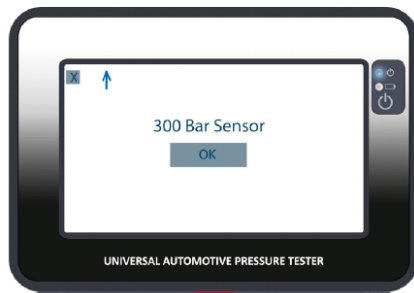 X
300 Bar Sensor
OK
UNIVERSAL AUTOMOTIVE PRESSURE TESTER